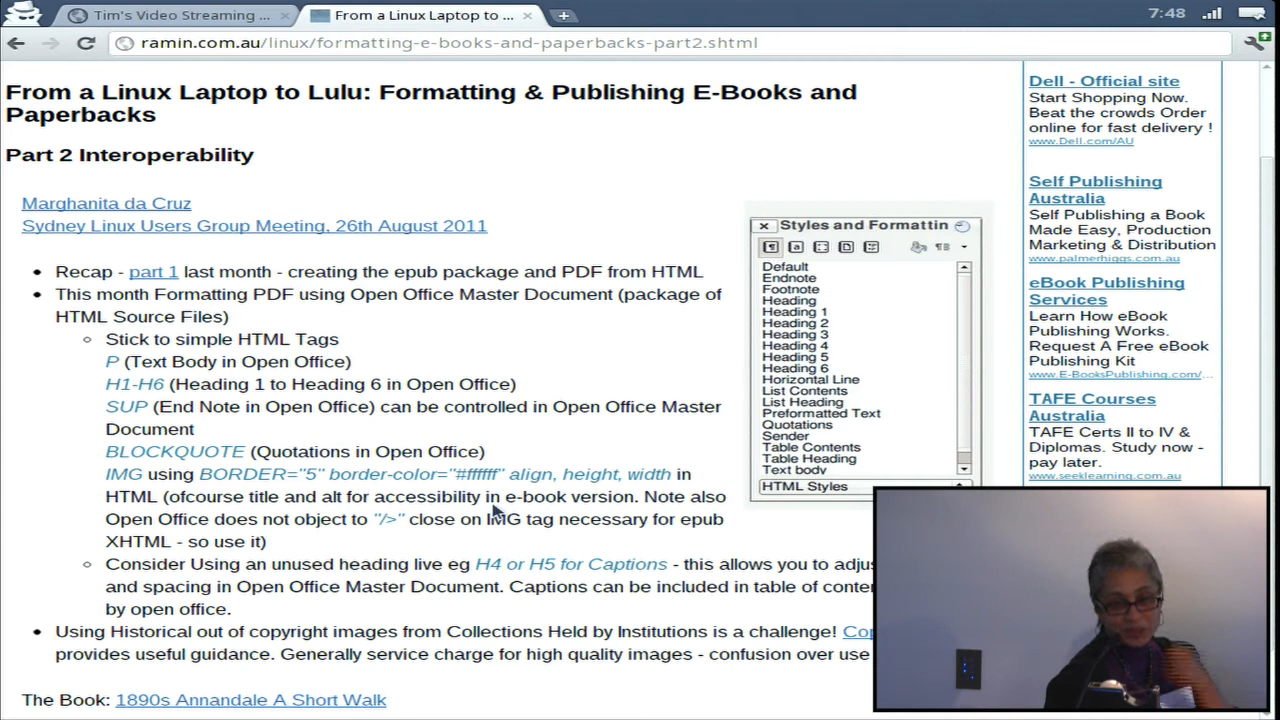 Tim's Video Streaming ...
From a Linux Laptop to ...
7:48
ramin.com.au/linux/formatting-e-books-and-paperbacks-part2.shtml
From a Linux Laptop to Lulu: Formatting & Publishing E-Books and
Paperbacks
Part 2 Interoperability
Marghanita da Cruz
Sydney Linux Users Group Meeting, 26th August 2011
Recap - part 1 last month - creating the epub package and PDF from HTML
This month Formatting PDF using Open Office Master Document (package of
HTML Source Files)
Stick to simple HTML Tags
P (Text Body in Open Office)
H1-H6 (Heading 1 to Heading 6 in Open Office)
SUP (End Note in Open Office) can be controlled in Open Office Master
Document
BLOCKQUOTE (Quotations in Open Office)
IMG using BORDER="5" border-color="#ffffff" align, height, width in
HTML (ofcourse title and alt for accessibility in e-book version. Note also
Open Office does not object to "/>" close on IMG tag necessary for epub
XHTML - so use it)
Consider Using an unused heading live eg H4 or H5 for Captions - this allows you to adjus
and spacing in Open Office Master Document. Captions can be included in table of conten
by open office.
Using Historical out of copyright images from Collections Held by Institutions is a challenge! Cop
provides useful guidance. Generally service charge for high quality images - confusion over use
The Book: 1890s Annandale A Short Walk
Styles and Formattin
Default
Endnote
Footnote
Heading
Heading 1
Heading 2
Heading 3
Heading 4
Heading 5
Heading 6
Horizontal Line
List Contents
List Heading
Preformatted Text
Quotations
Sender
Table Contents
Table Heading
Text body
HTML Styles
Dell - Official site
Start Shopping Now.
Beat the crowds Order
online for fast delivery !
www.Dell.com/AU
Self Publishing
Australia
Self Publishing a Book
Made Easy, Production
Marketing & Distribution
www.palmerhiggs.com.au
eBook Publishing
Services
Learn How eBook
Publishing Works.
Request A Free eBook
Publishing Kit
www.E-BooksPublishing.com/...
TAFE Courses
Australia
TAFE Certs II to IV &
Diplomas. Study now -
pay later.
www.seeklearning.com.au